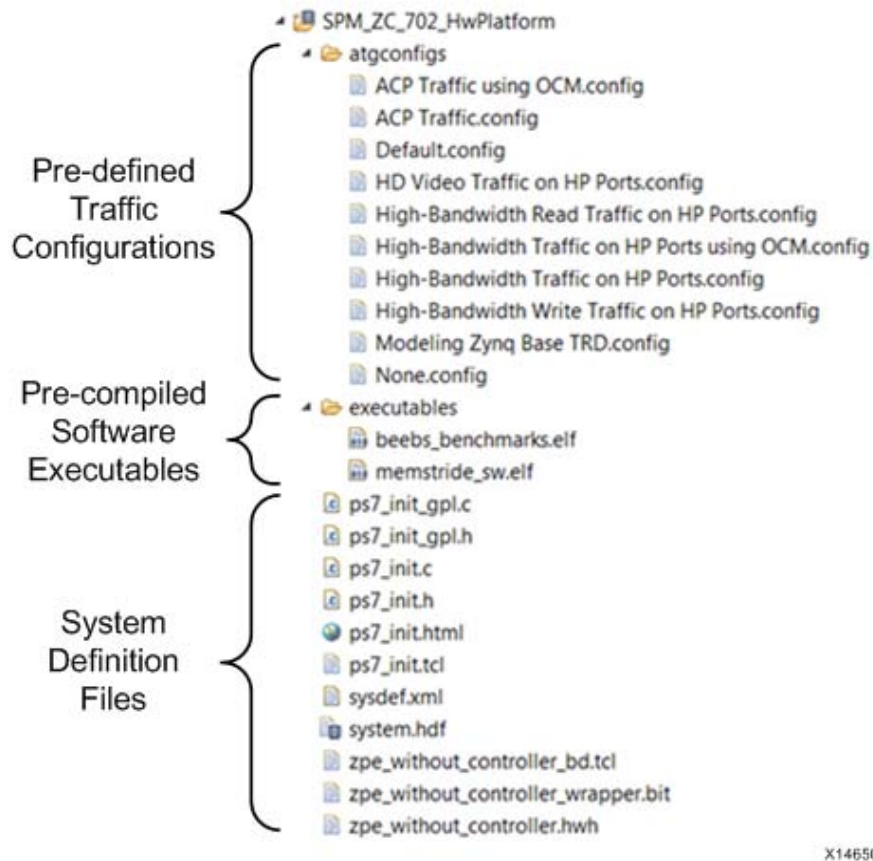 SPM_ZC_702_HwPlatform
atgconfigs
ACP Traffic using OCM.config
ACP Traffic.config
Default.config
HD Video Traffic on HP Ports.config
High-Bandwidth Read Traffic on HP Ports.config
High-Bandwidth Traffic on HP Ports using OCM.config
High-Bandwidth Traffic on HP Ports.config
High-Bandwidth Write Traffic on HP Ports.config
Modeling Zynq Base TRD.config
None.config
Pre-defined
Traffic
Configurations
executables
beebs_benchmarks.elf
memstride_sw.elf
Pre-compiled
Software
Executables
ps7_init_gpl.c
ps7_init_gpl.h
ps7_init.c
ps7_init.h
ps7_init.html
ps7_init.tcl
sysdef.xml
system.hdf
zpe_without_controller_bd.tcl
zpe_without_controller_wrapper.bit
zpe_without_controller.hwh
System
Definition
Files